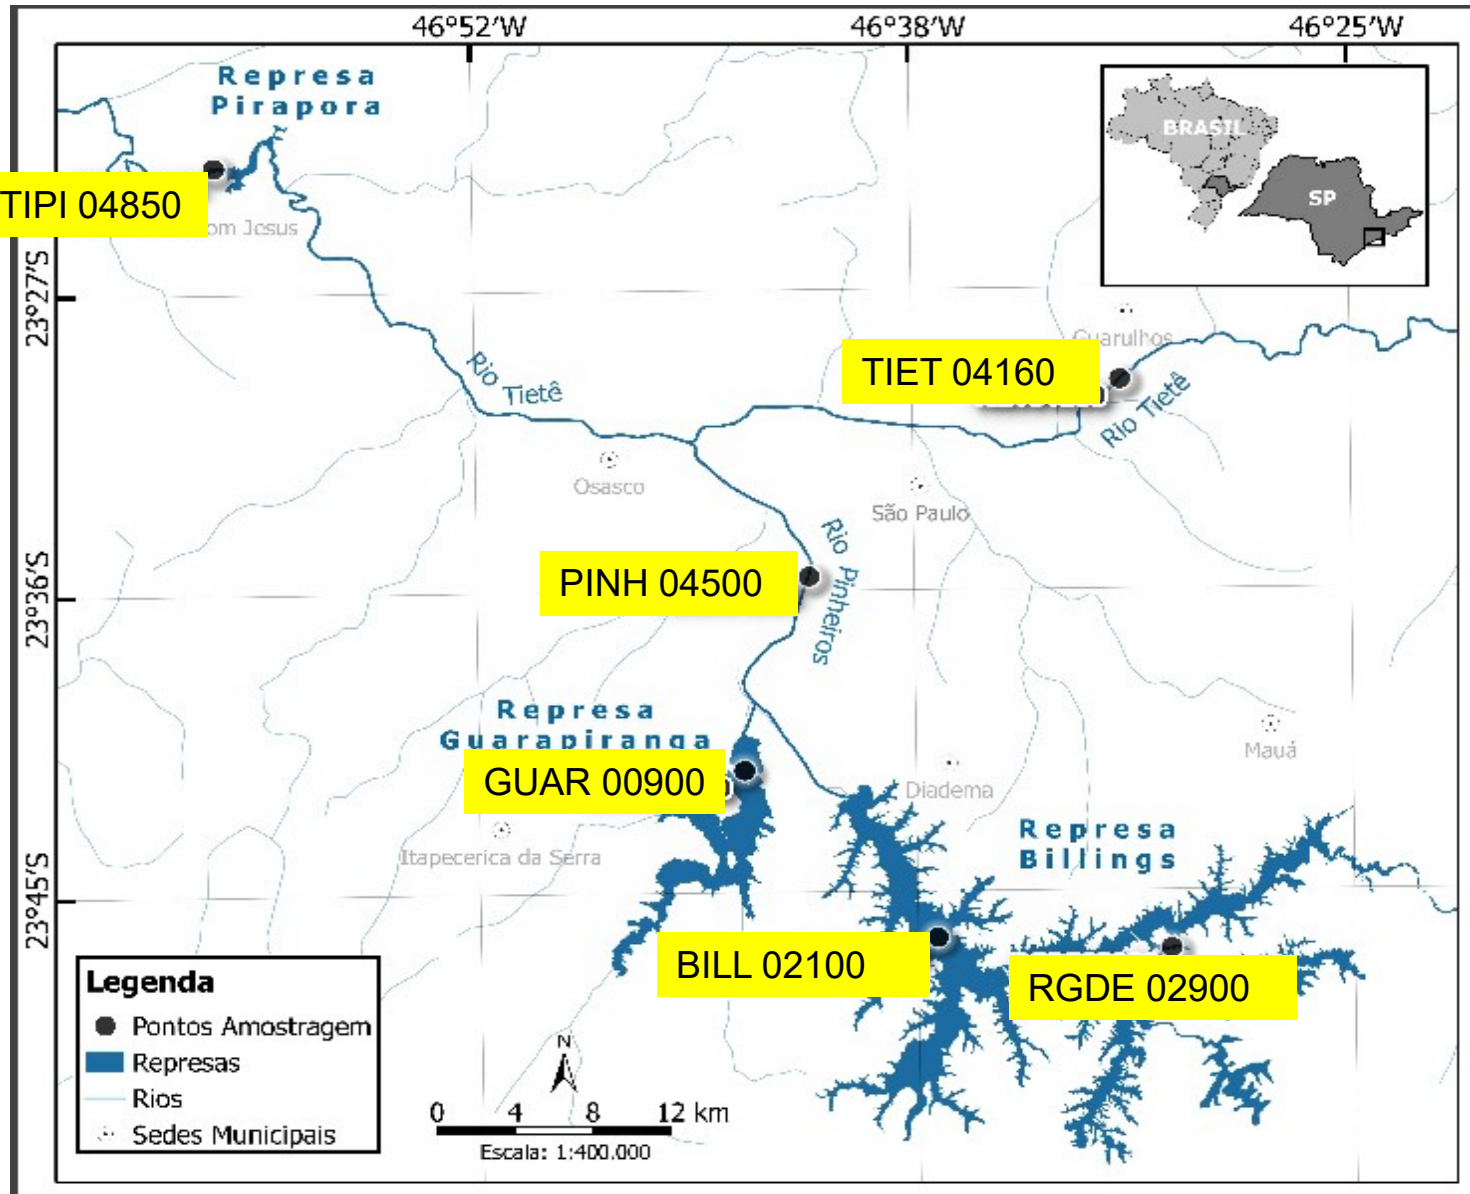 46°52'W
46°38'W
46°25'W
Represa
Pirapora
BRASIL
SP
TIPI 04850
om Jesus
23°27'S
Guarulhos
TIET 04160
Rio Tietê
Rio
Tietê
Osasco
São Paulo
Rio Pinheiros
PINH 04500
23°36'S
Represa
Guarapiranga
Mauá
GUAR 00900
Diadema
Represa
Billings
Itapecerica da Serra
23°45'S
BILL 02100
RGDE 02900
Legenda
Pontos Amostragem
Represas
Rios
Sedes Municipais
N
0 4 8 12 km
Escala: 1:400.000